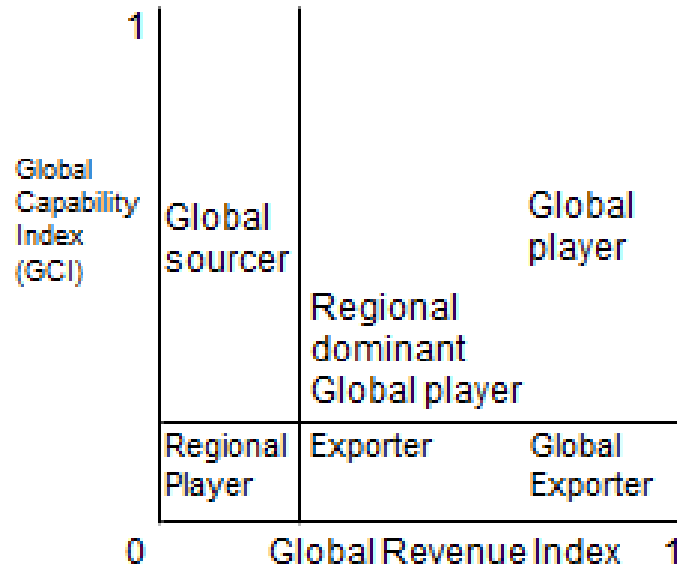 1
Global
Capability
Index
(GCI)
Global
sourcer
Global
player
Regional
dominant
Global player
Regional
Player
Exporter
Global
Exporter
0
Global Revenue Index
1